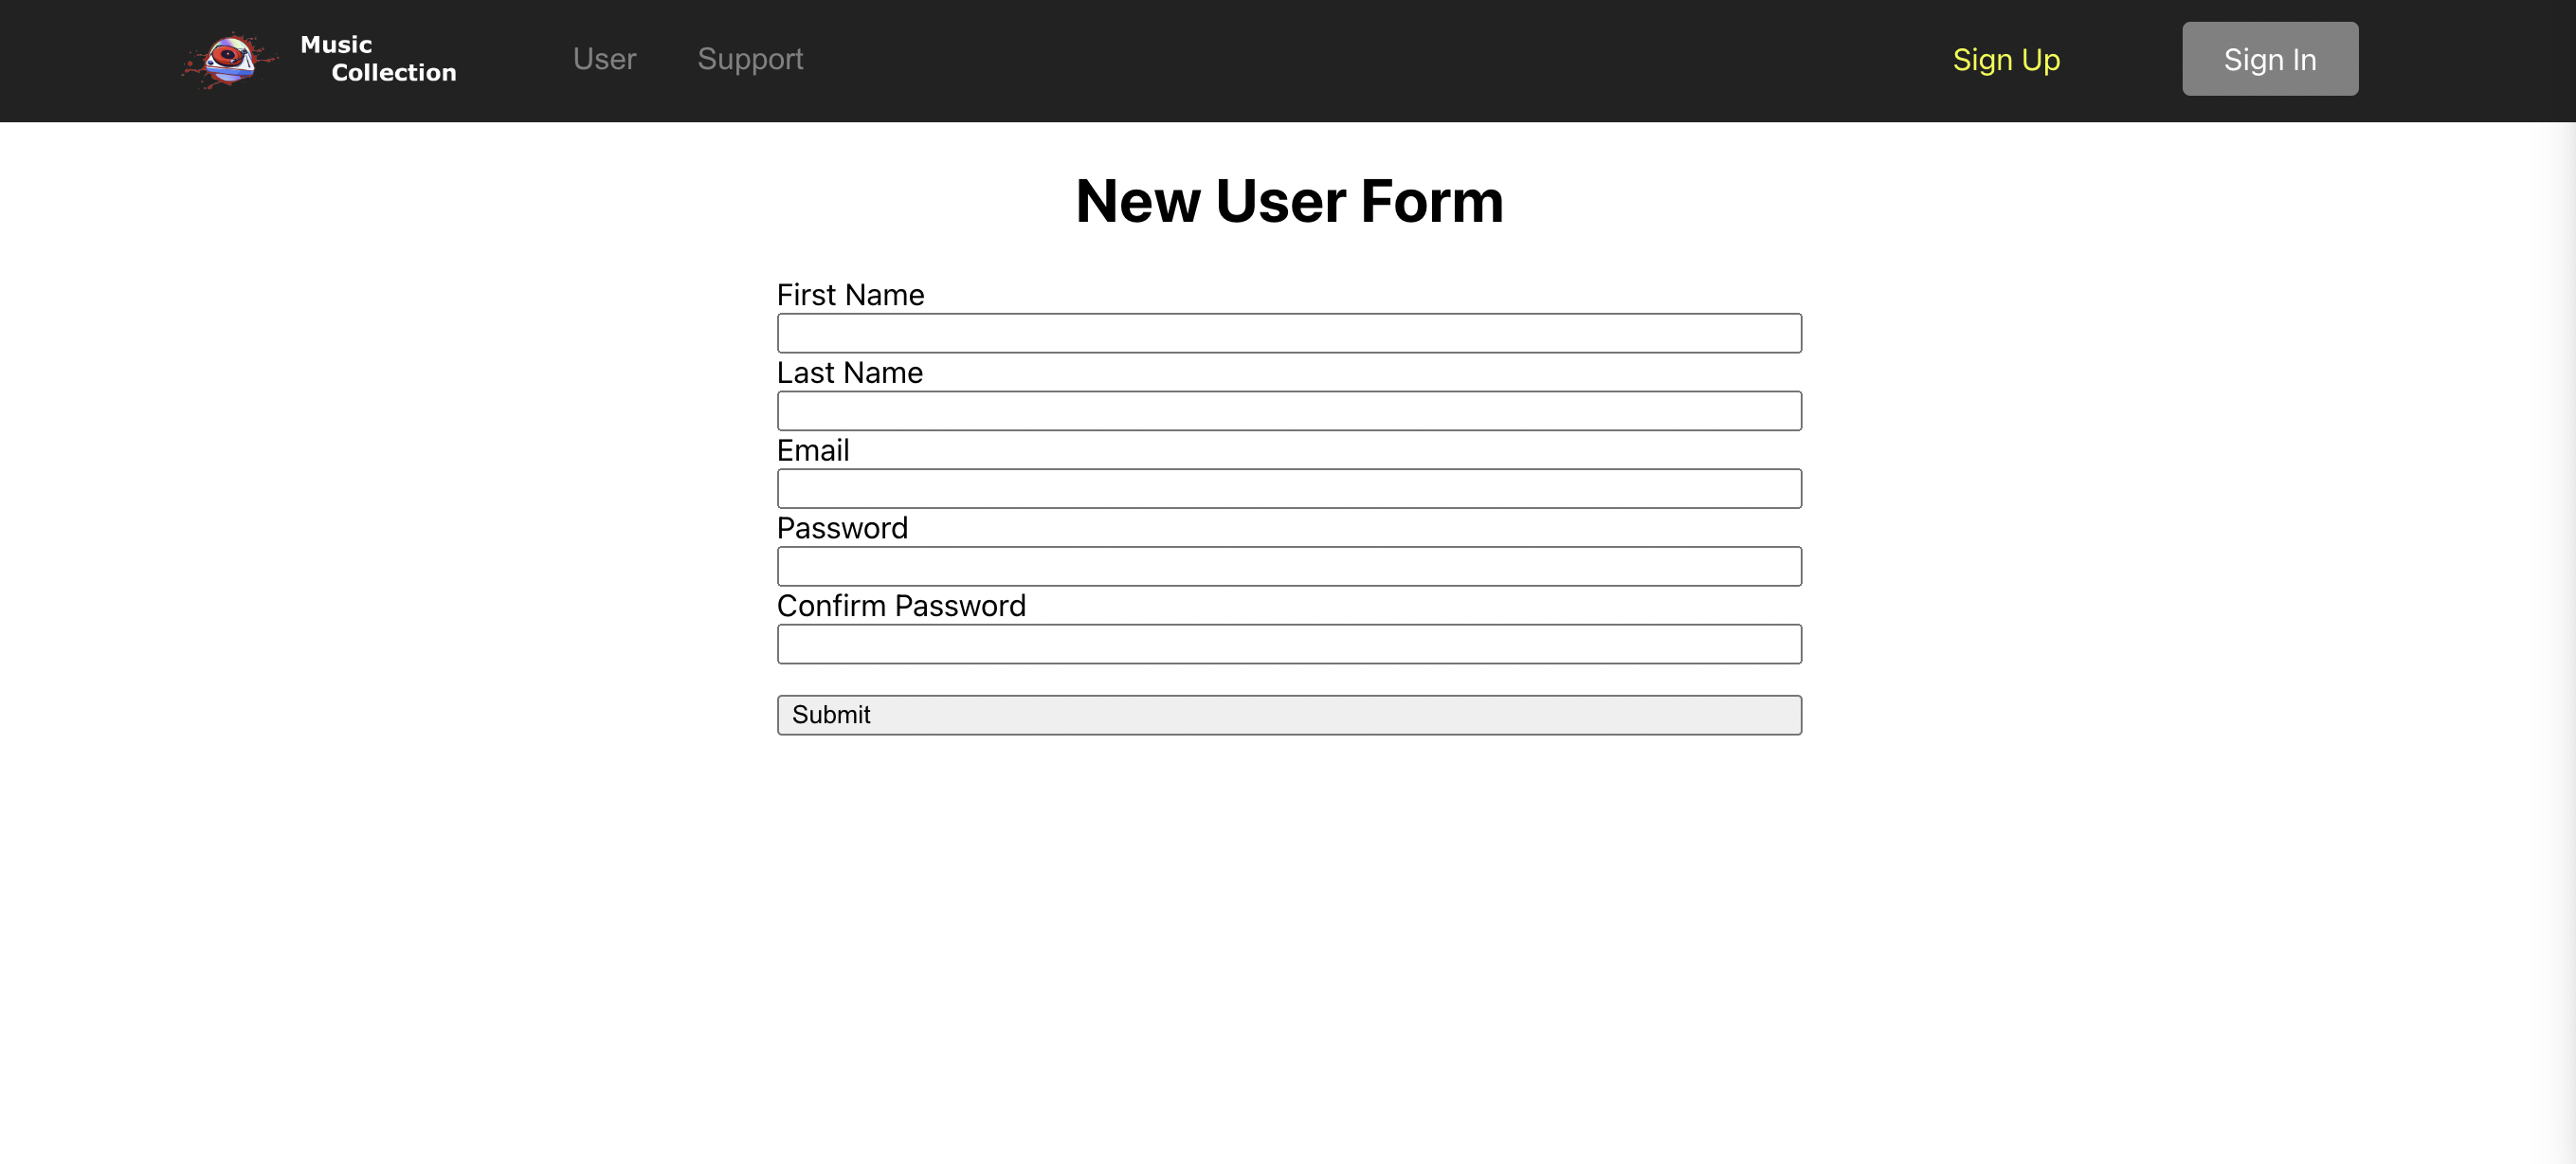 Music
Collection
User
Support
Sign Up
Sign In
New User Form
First Name
Last Name
Email
Password
Confirm Password
Submit